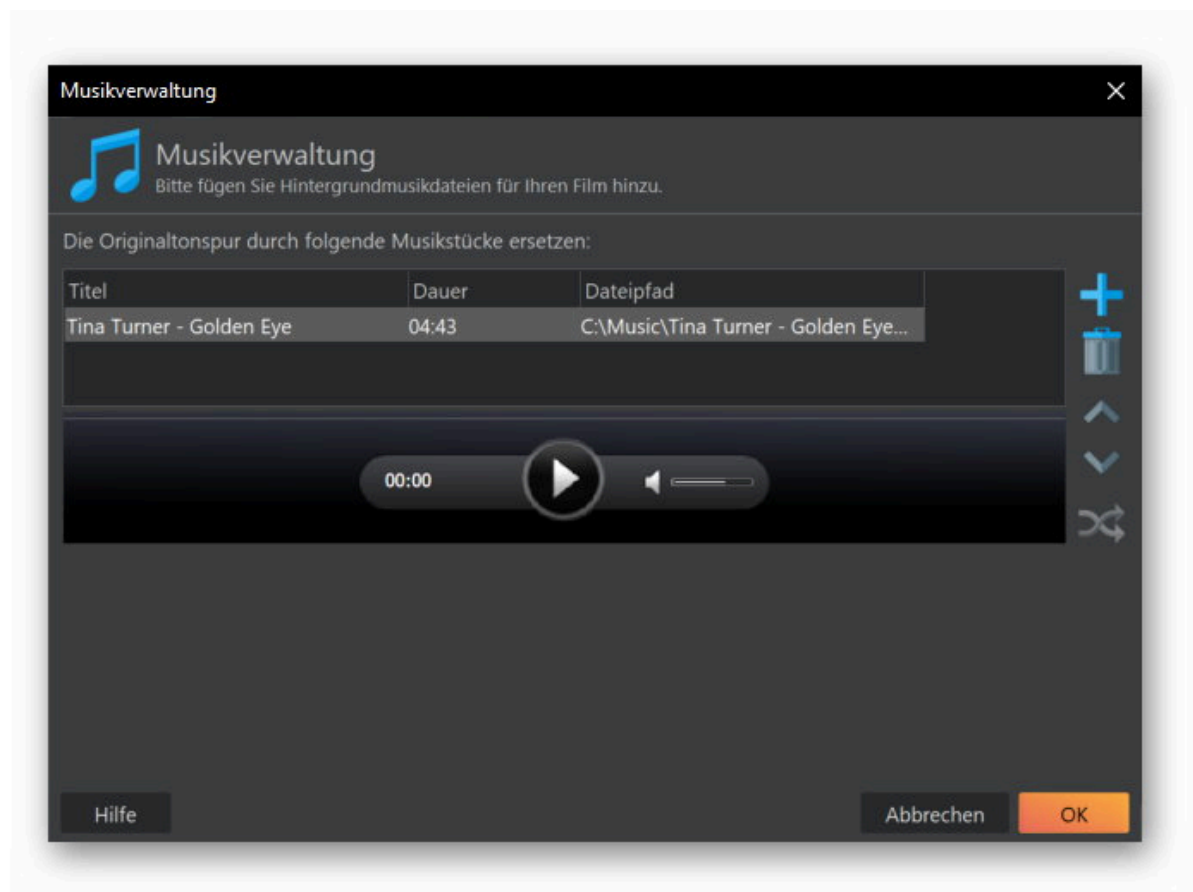 Musikverwaltung
Musikverwaltung
Bitte fügen Sie Hintergrundmusikdateien für Ihren Film hinzu.
Die Originaltonspur durch folgende Musikstücke ersetzen:
Titel Dauer Dateipfad
Tina Turner - Golden Eye 04:43 C:\Music\Tina Turner - Golden Eye...
00:00
Hilfe Abbrechen OK